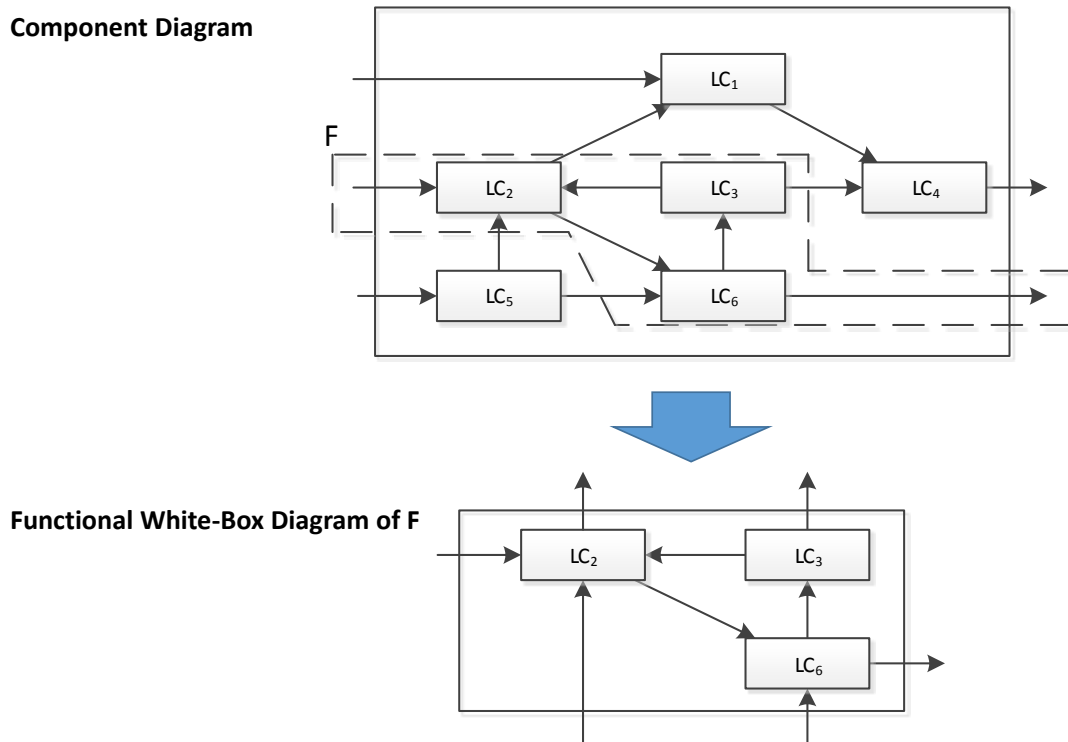 Component Diagram
LC₁
F
LC₂
LC₃
LC₄
LC₅
LC₆
Functional White-Box Diagram of F
LC₂
LC₃
LC₆